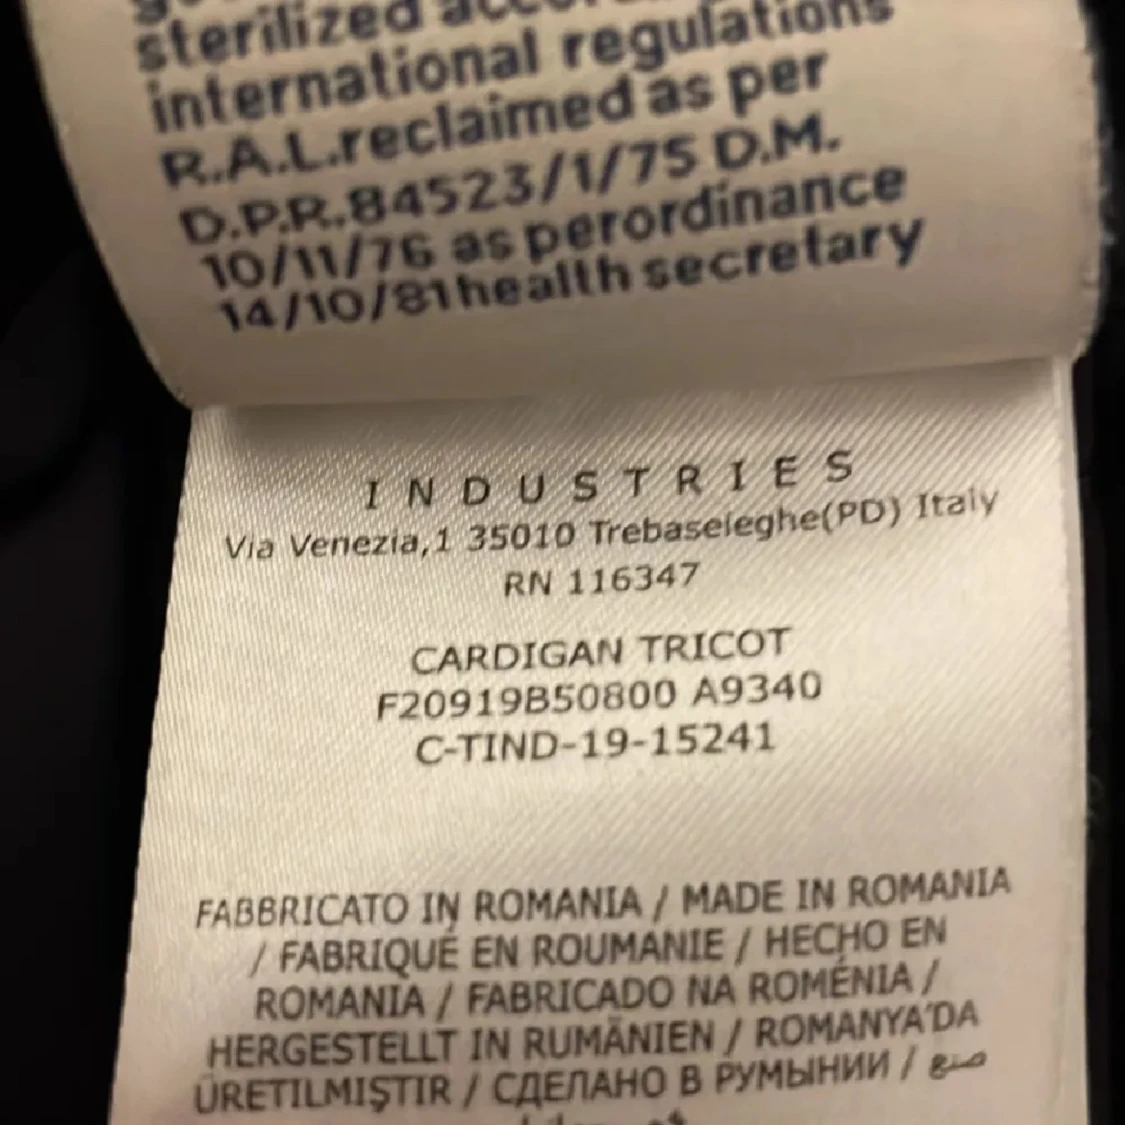 sterilized
international regulations
R.A.L.reclaimed as per
D.P.R.84523/1/75 D.M.
10/11/76 as perordinance
14/10/81health secretary
INDUSTRIES
Via Venezia,1 35010 Trebaseleghe(PD) Italy
RN 116347
CARDIGAN TRICOT
F20919B50800 A9340
C-TIND-19-15241
FABBRICATO IN ROMANIA / MADE IN ROMANIA
/ FABRIQUÉ EN ROUMANIE / HECHO EN
ROMANIA / FABRICADO NA ROMÉNIA /
HERGESTELLT IN RUMÄNIEN / ROMANYA'DA
ÜRETILMIŞTIR / СДЕЛАНО В РУМЫНИИ / صنع